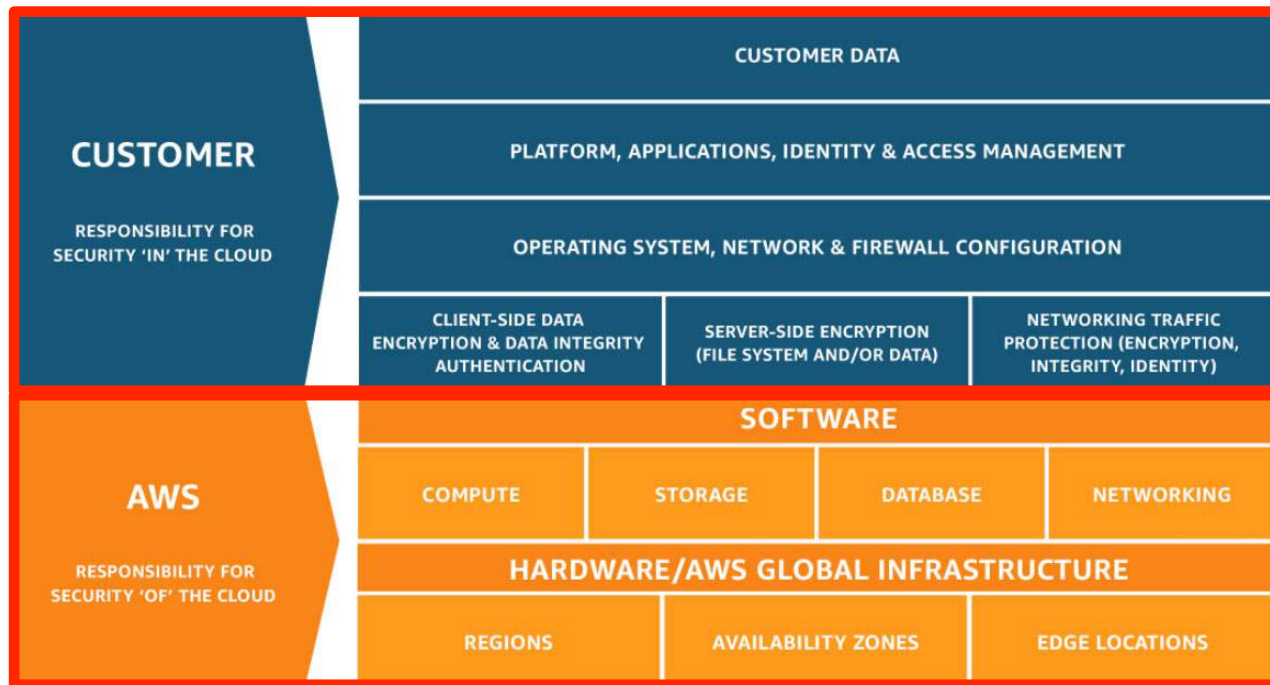 CUSTOMER
RESPONSIBILITY FOR
SECURITY ‘IN’ THE CLOUD
CUSTOMER DATA
PLATFORM, APPLICATIONS, IDENTITY & ACCESS MANAGEMENT
OPERATING SYSTEM, NETWORK & FIREWALL CONFIGURATION
CLIENT-SIDE DATA
ENCRYPTION & DATA INTEGRITY
AUTHENTICATION
SERVER-SIDE ENCRYPTION
(FILE SYSTEM AND/OR DATA)
NETWORKING TRAFFIC
PROTECTION (ENCRYPTION,
INTEGRITY, IDENTITY)
AWS
RESPONSIBILITY FOR
SECURITY ‘OF’ THE CLOUD
SOFTWARE
COMPUTE
STORAGE
DATABASE
NETWORKING
HARDWARE/AWS GLOBAL INFRASTRUCTURE
REGIONS
AVAILABILITY ZONES
EDGE LOCATIONS